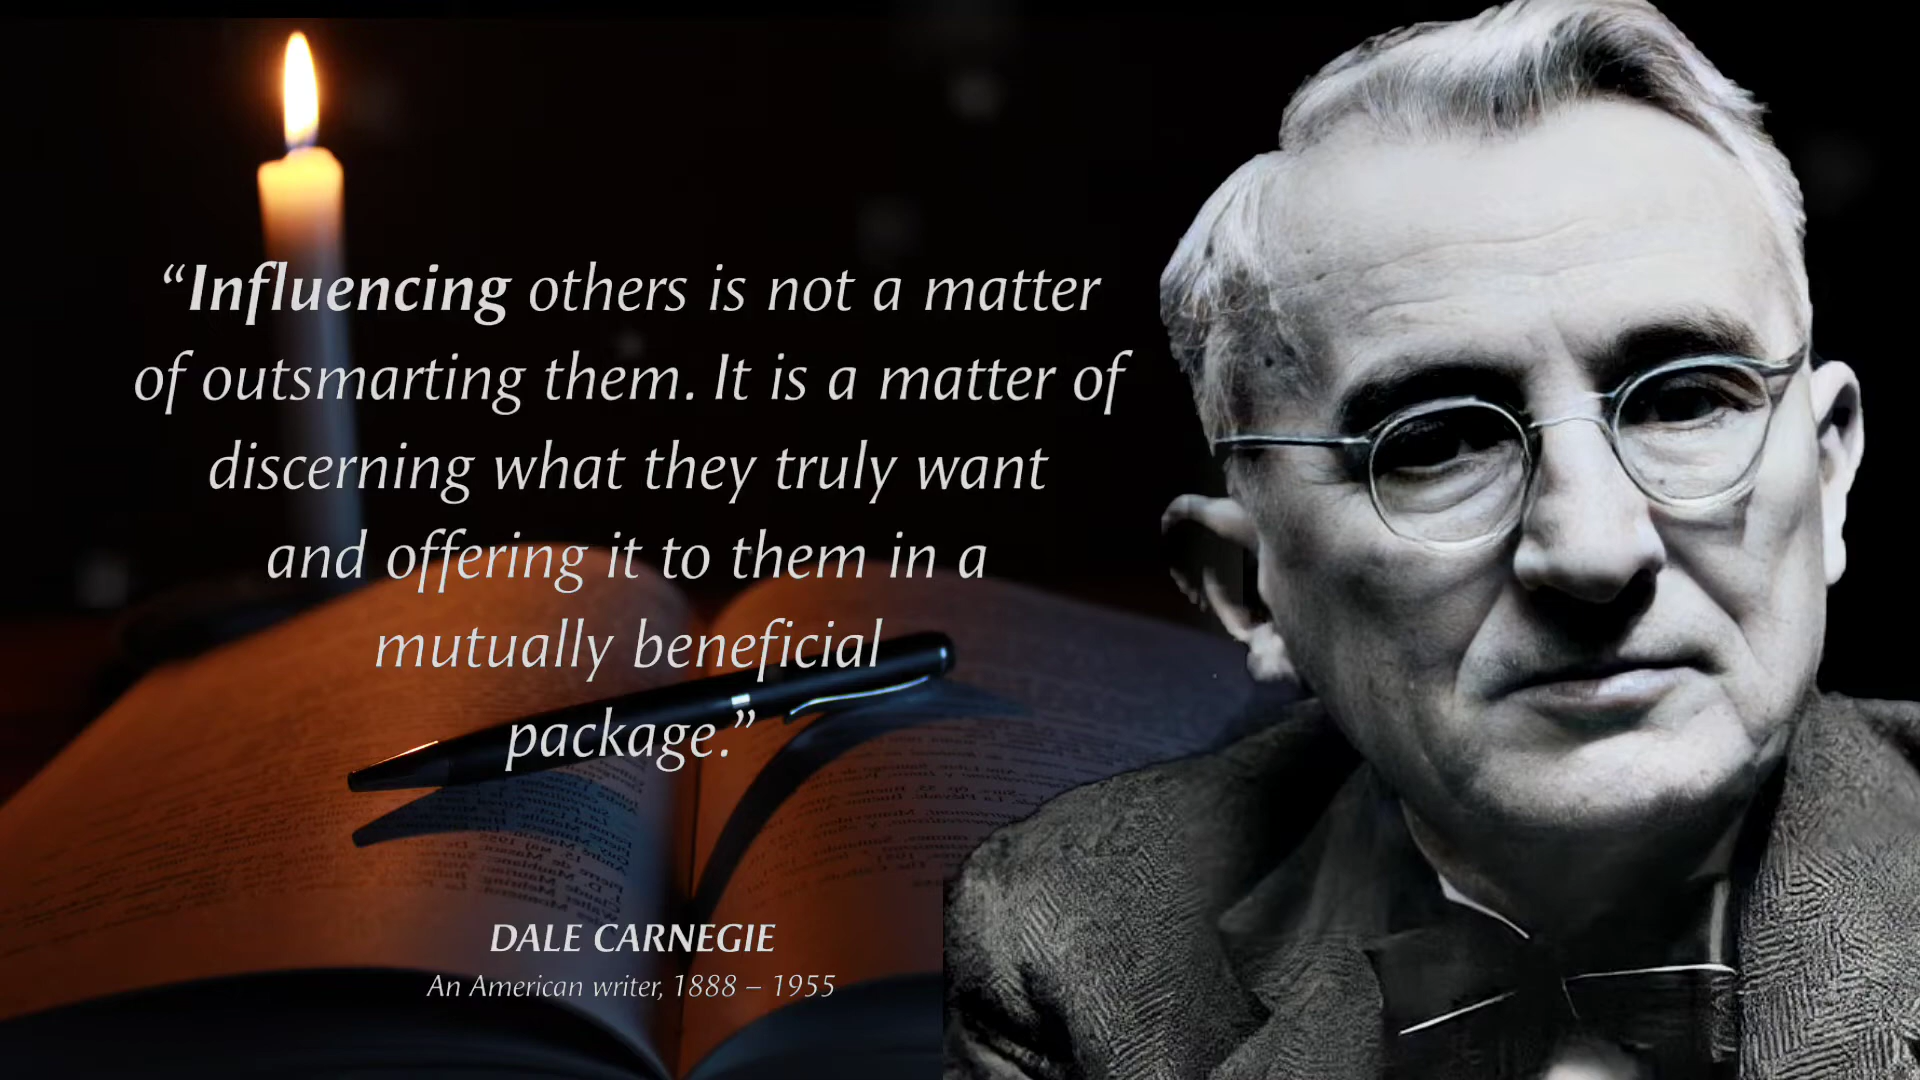 “Influencing others is not a matter
of outsmarting them. It is a matter of
discerning what they truly want
and offering it to them in a
mutually beneficial
package.”
DALE CARNEGIE
An American writer, 1888 – 1955